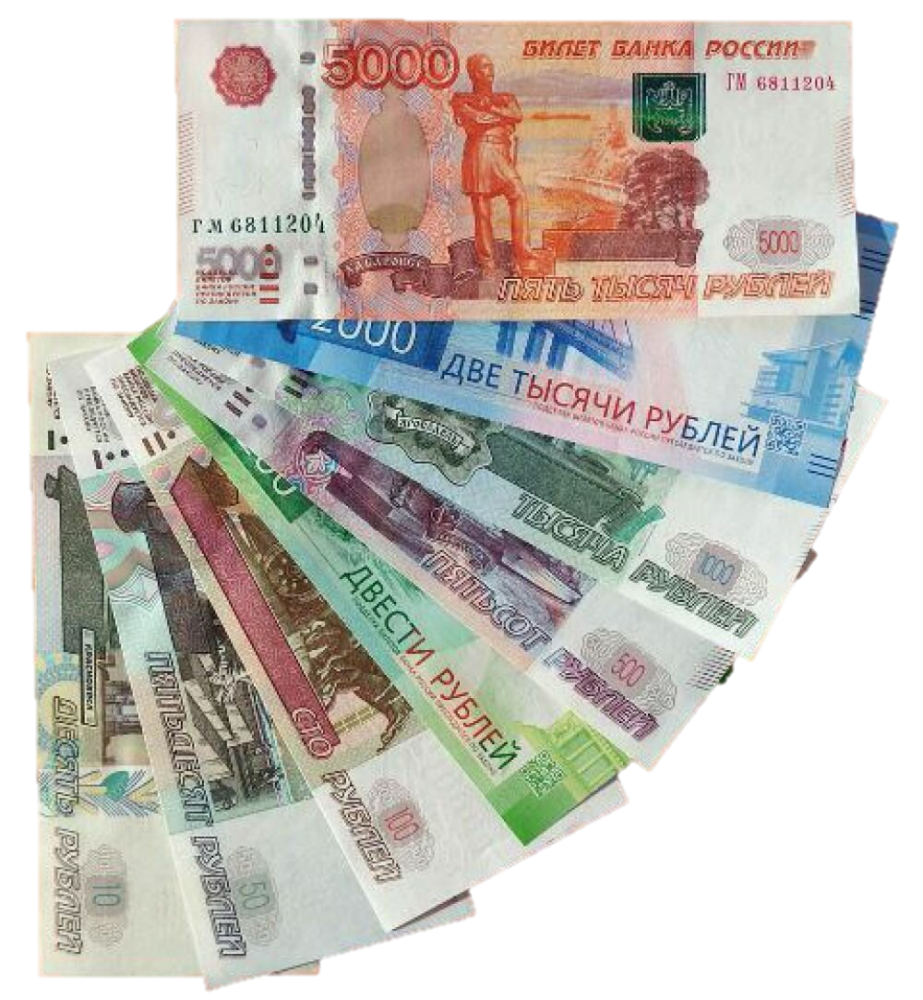 5000
БИЛЕТ БАНКА РОССИИ
ГМ 6811204
ГМ 6811204
5000
ХАБАРОВСК
5000
ПЯТЬ ТЫСЯЧ РУБЛЕЙ
2000
ДВЕ ТЫСЯЧИ РУБЛЕЙ
ТЫСЯЧА
РУБЛЕЙ
1000
ПЯТЬСОТ
РУБЛЕЙ
500
ДВЕСТИ РУБЛЕЙ
СТО
РУБЛЕЙ
100
ПЯТЬДЕСЯТ РУБЛЕЙ
50
ДЕСЯТЬ РУБЛЕЙ
10